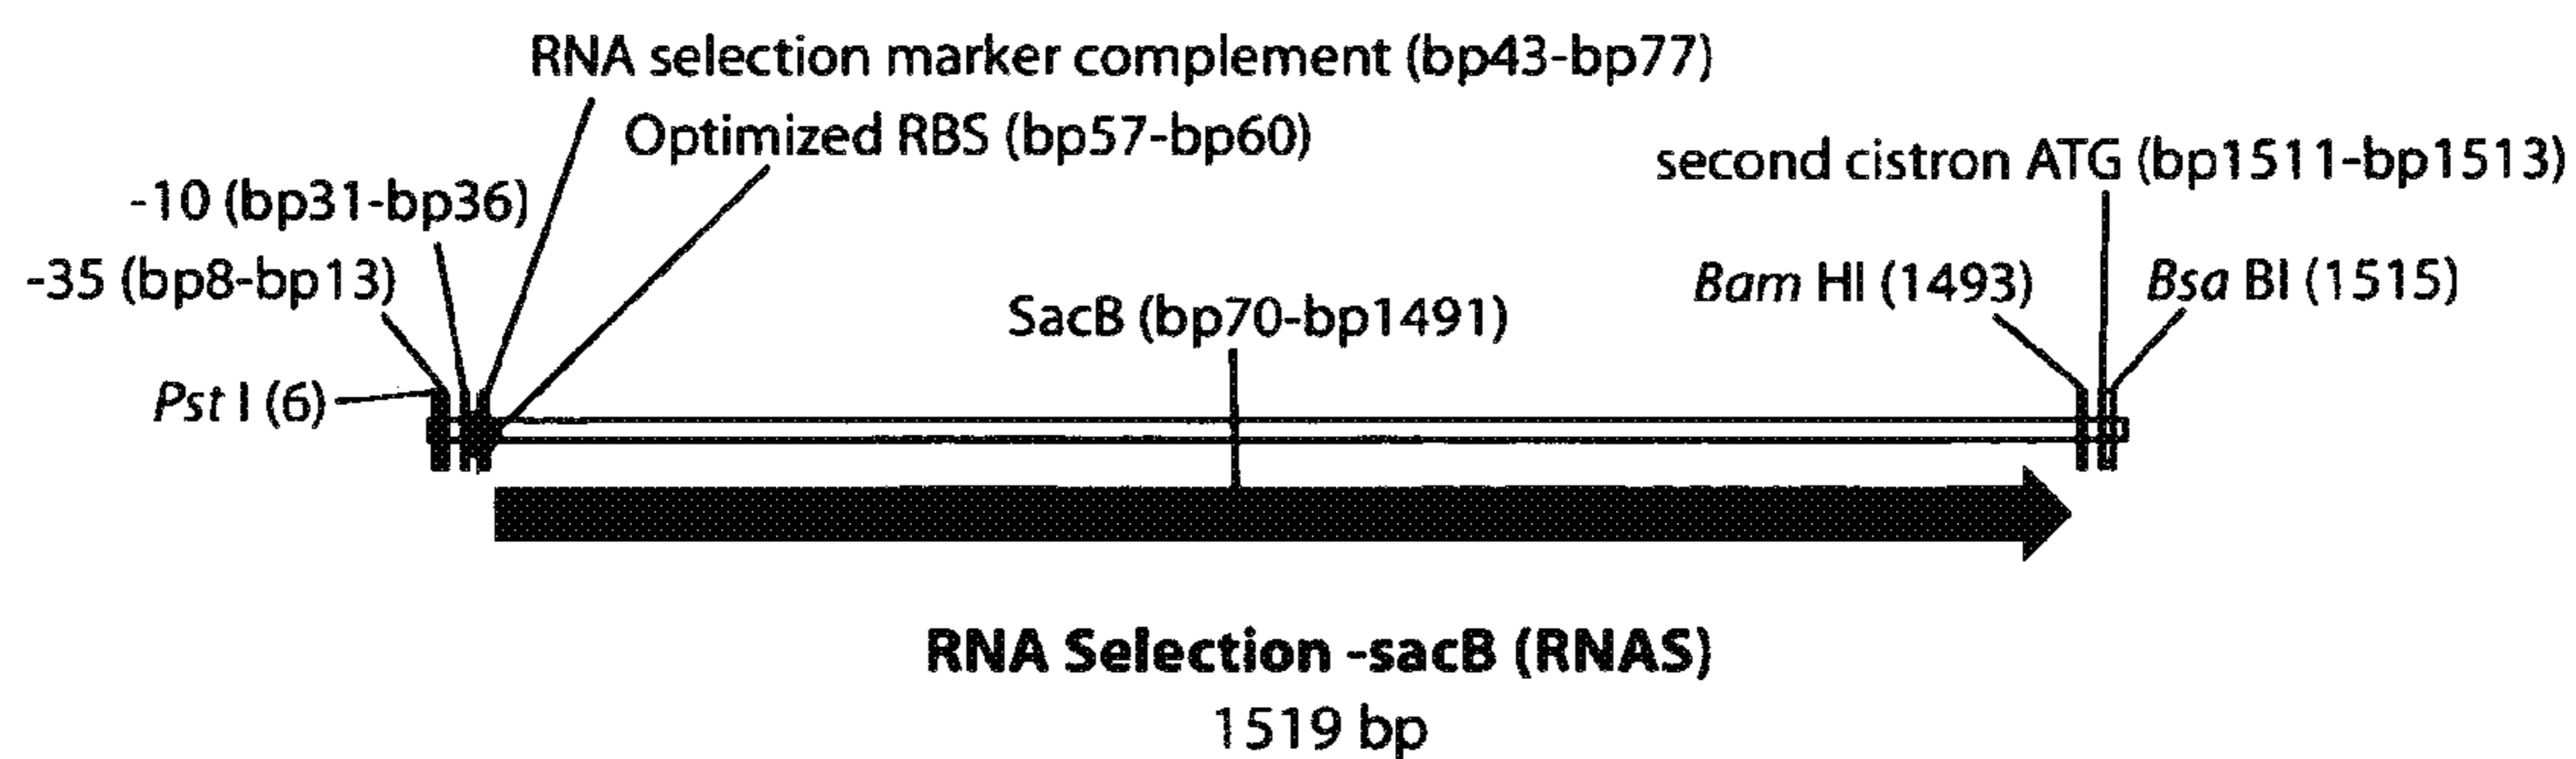 RNA selection marker complement (bp43-bp77)
Optimized RBS (bp57-bp60)
second cistron ATG (bp1511-bp1513)
-10 (bp31-bp36)
-35 (bp8-bp13)
Bam HI (1493)
Bsa BI (1515)
SacB (bp70-bp1491)
Pst I (6)
RNA Selection -sacB (RNAS)
1519 bp